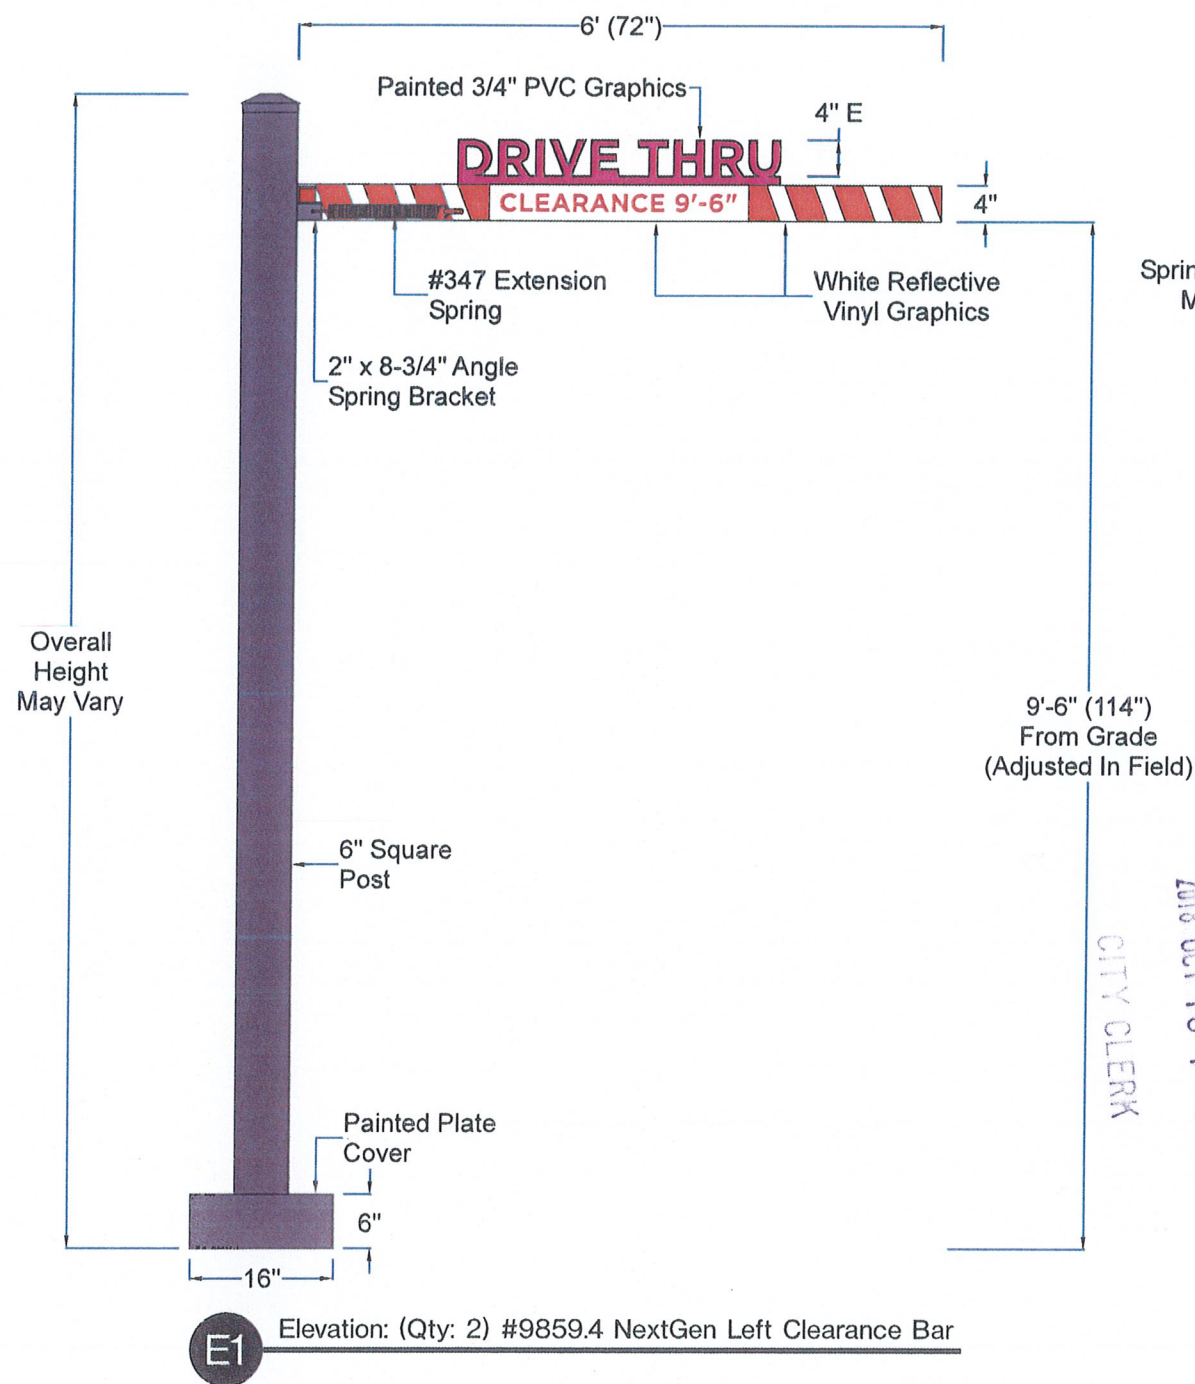 6' (72")
Painted 3/4" PVC Graphics
4" E
DRIVE THRU
CLEARANCE 9'-6"
4"
#347 Extension
Spring
White Reflective
Vinyl Graphics
2" x 8-3/4" Angle
Spring Bracket
Overall
Height
May Vary
9'-6" (114")
From Grade
(Adjusted In Field)
6" Square
Post
CITY CLERK
2018 OCT
Painted Plate
Cover
6"
16"
E1
Elevation: (Qty: 2) #9859.4 NextGen Left Clearance Bar